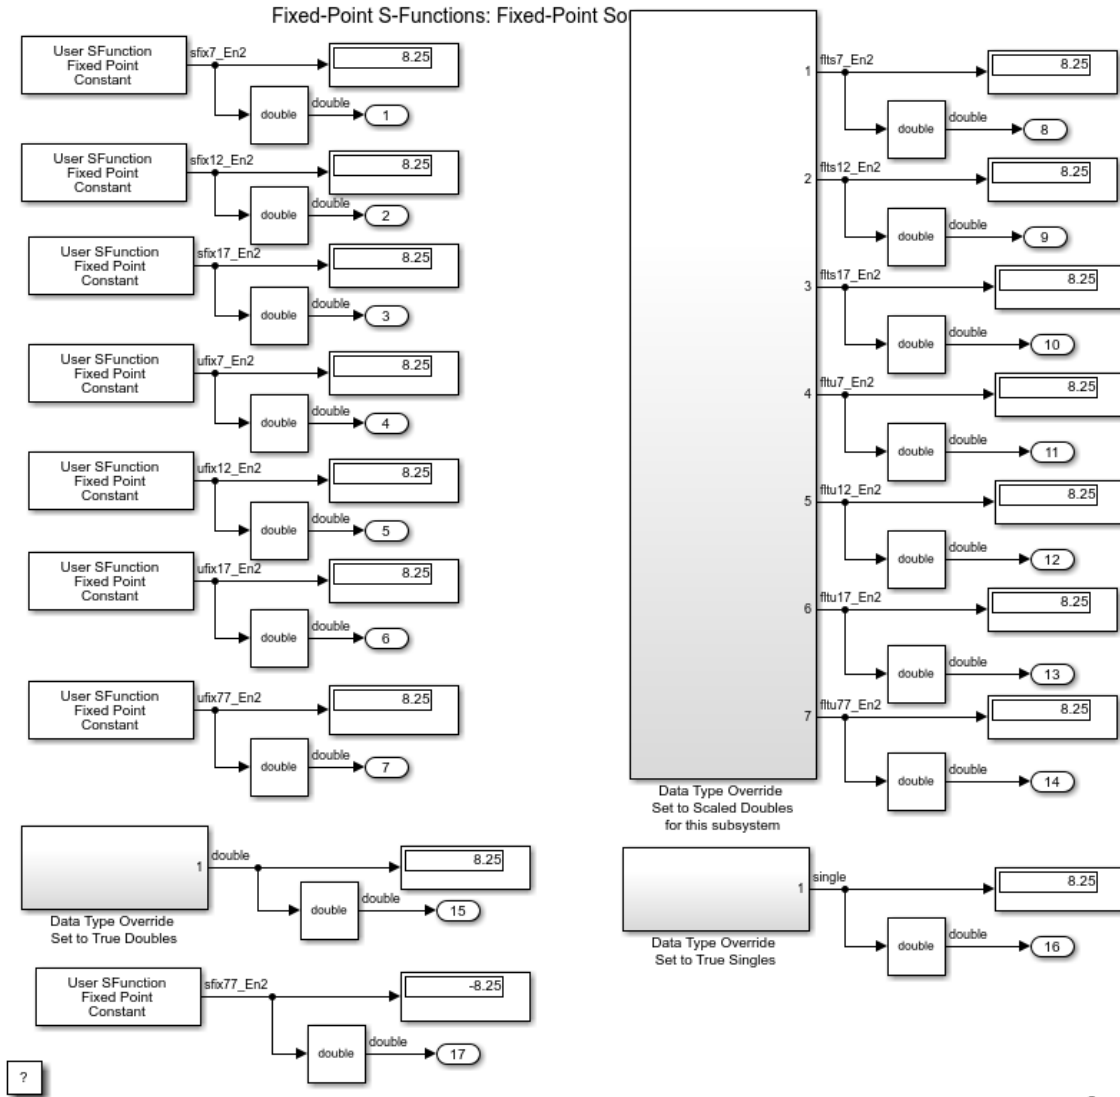 Fixed-Point S-Functions: Fixed-Point So
User SFunction
Fixed Point
Constant
sfix7_En2
8.25
double
double
1
User SFunction
Fixed Point
Constant
sfix12_En2
8.25
double
double
2
User SFunction
Fixed Point
Constant
sfix17_En2
8.25
double
double
3
User SFunction
Fixed Point
Constant
ufix7_En2
8.25
double
double
4
User SFunction
Fixed Point
Constant
ufix12_En2
8.25
double
double
5
User SFunction
Fixed Point
Constant
ufix17_En2
8.25
double
double
6
User SFunction
Fixed Point
Constant
ufix77_En2
8.25
double
double
7
1
flts7_En2
8.25
double
double
8
2
flts12_En2
8.25
double
double
9
3
flts17_En2
8.25
double
double
10
4
fltu7_En2
8.25
double
double
11
5
fltu12_En2
8.25
double
double
12
6
fltu17_En2
8.25
double
double
13
7
fltu77_En2
8.25
double
double
14
Data Type Override
Set to Scaled Doubles
for this subsystem
1
double
8.25
double
double
15
Data Type Override
Set to True Doubles
1
single
8.25
double
double
16
Data Type Override
Set to True Singles
User SFunction
Fixed Point
Constant
sfix77_En2
-8.25
double
double
17
?